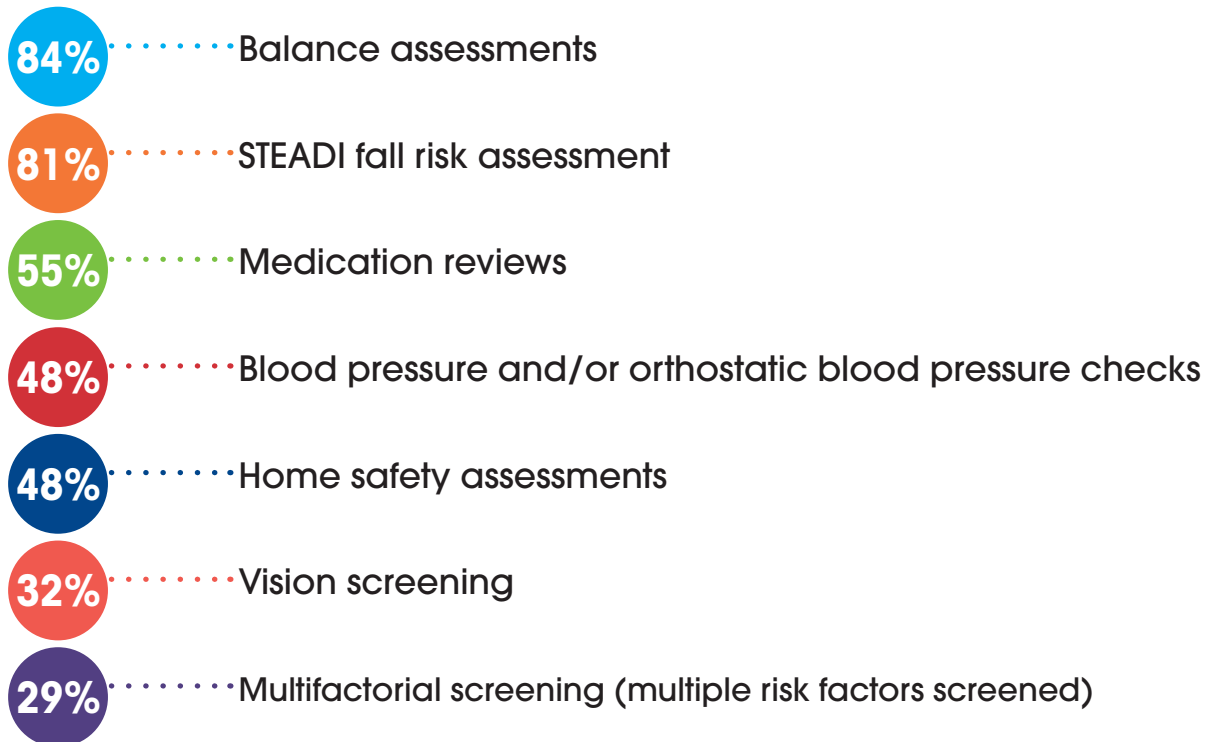 84% Balance assessments
81% STEADI fall risk assessment
55% Medication reviews
48% Blood pressure and/or orthostatic blood pressure checks
48% Home safety assessments
32% Vision screening
29% Multifactorial screening (multiple risk factors screened)